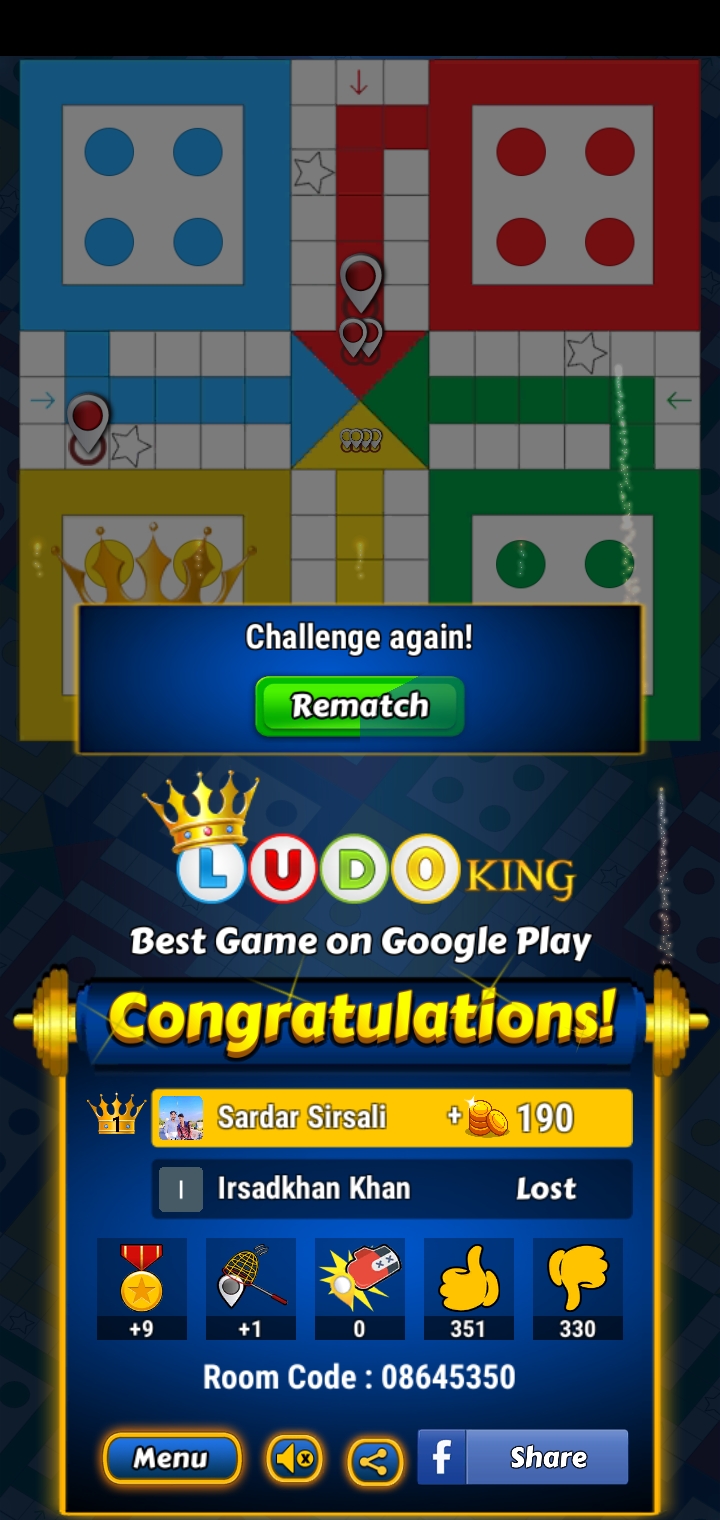 Challenge again!
Rematch
LUDO KING
Best Game on Google Play
Congratulations!
1 Sardar Sirsali + 190
I Irsadkhan Khan Lost
+9 +1 0 351 330
Room Code : 08645350
Menu f Share